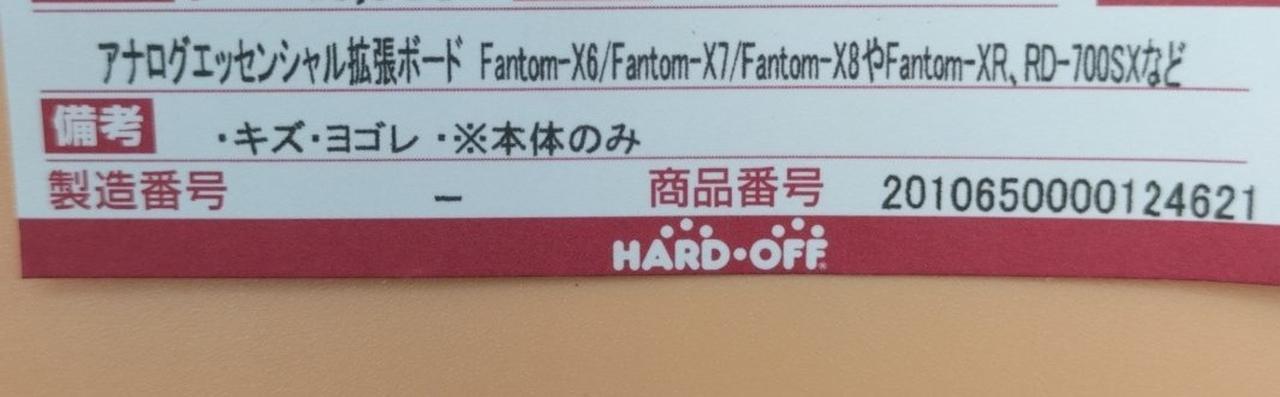 アナログエッセンシャル拡張ボード Fantom-X6/Fantom-X7/Fantom-X8やFantom-XR、RD-700SXなど
備考 ・キズ・ヨゴレ ・※本体のみ
製造番号 － 商品番号 2010650000124621
HARD・OFF